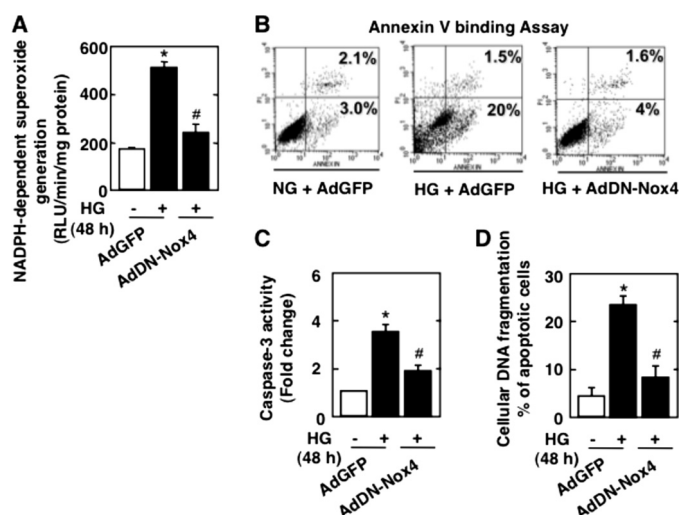 A
NADPH-dependent superoxide
generation
(RLU/min/mg protein)
600
400
200
0
*
#
HG - + +
(48 h)
AdGFP
AdDN-Nox4
B
Annexin V binding Assay
2.1%
3.0%
ANNEXIN
NG + AdGFP
1.5%
20%
ANNEXIN
HG + AdGFP
1.6%
4%
ANNEXIN
HG + AdDN-Nox4
C
Caspase-3 activity
(Fold change)
6
4
2
0
*
#
HG - + +
(48 h)
AdGFP
AdDN-Nox4
D
Cellular DNA fragmentation
% of apoptotic cells
30
20
10
0
*
#
HG - + +
(48 h)
AdGFP
AdDN-Nox4